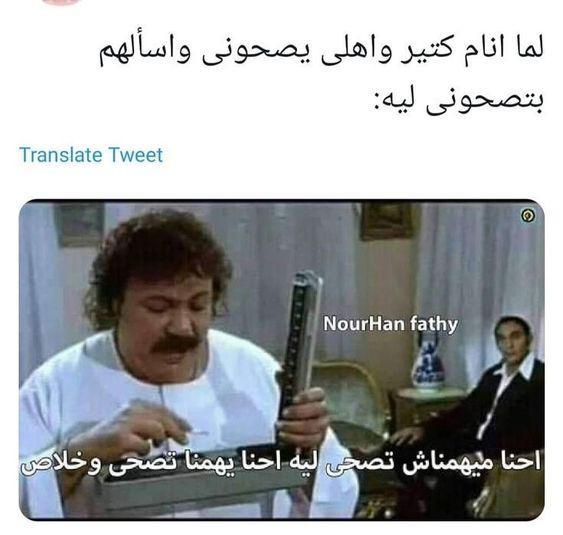 لما انام كتير واهلى يصحونى واسألهم
بتصحونى ليه:
Translate Tweet
NourHan fathy
احنا ميهمناش تصحى ليه احنا يهمنا تصحى وخلاص